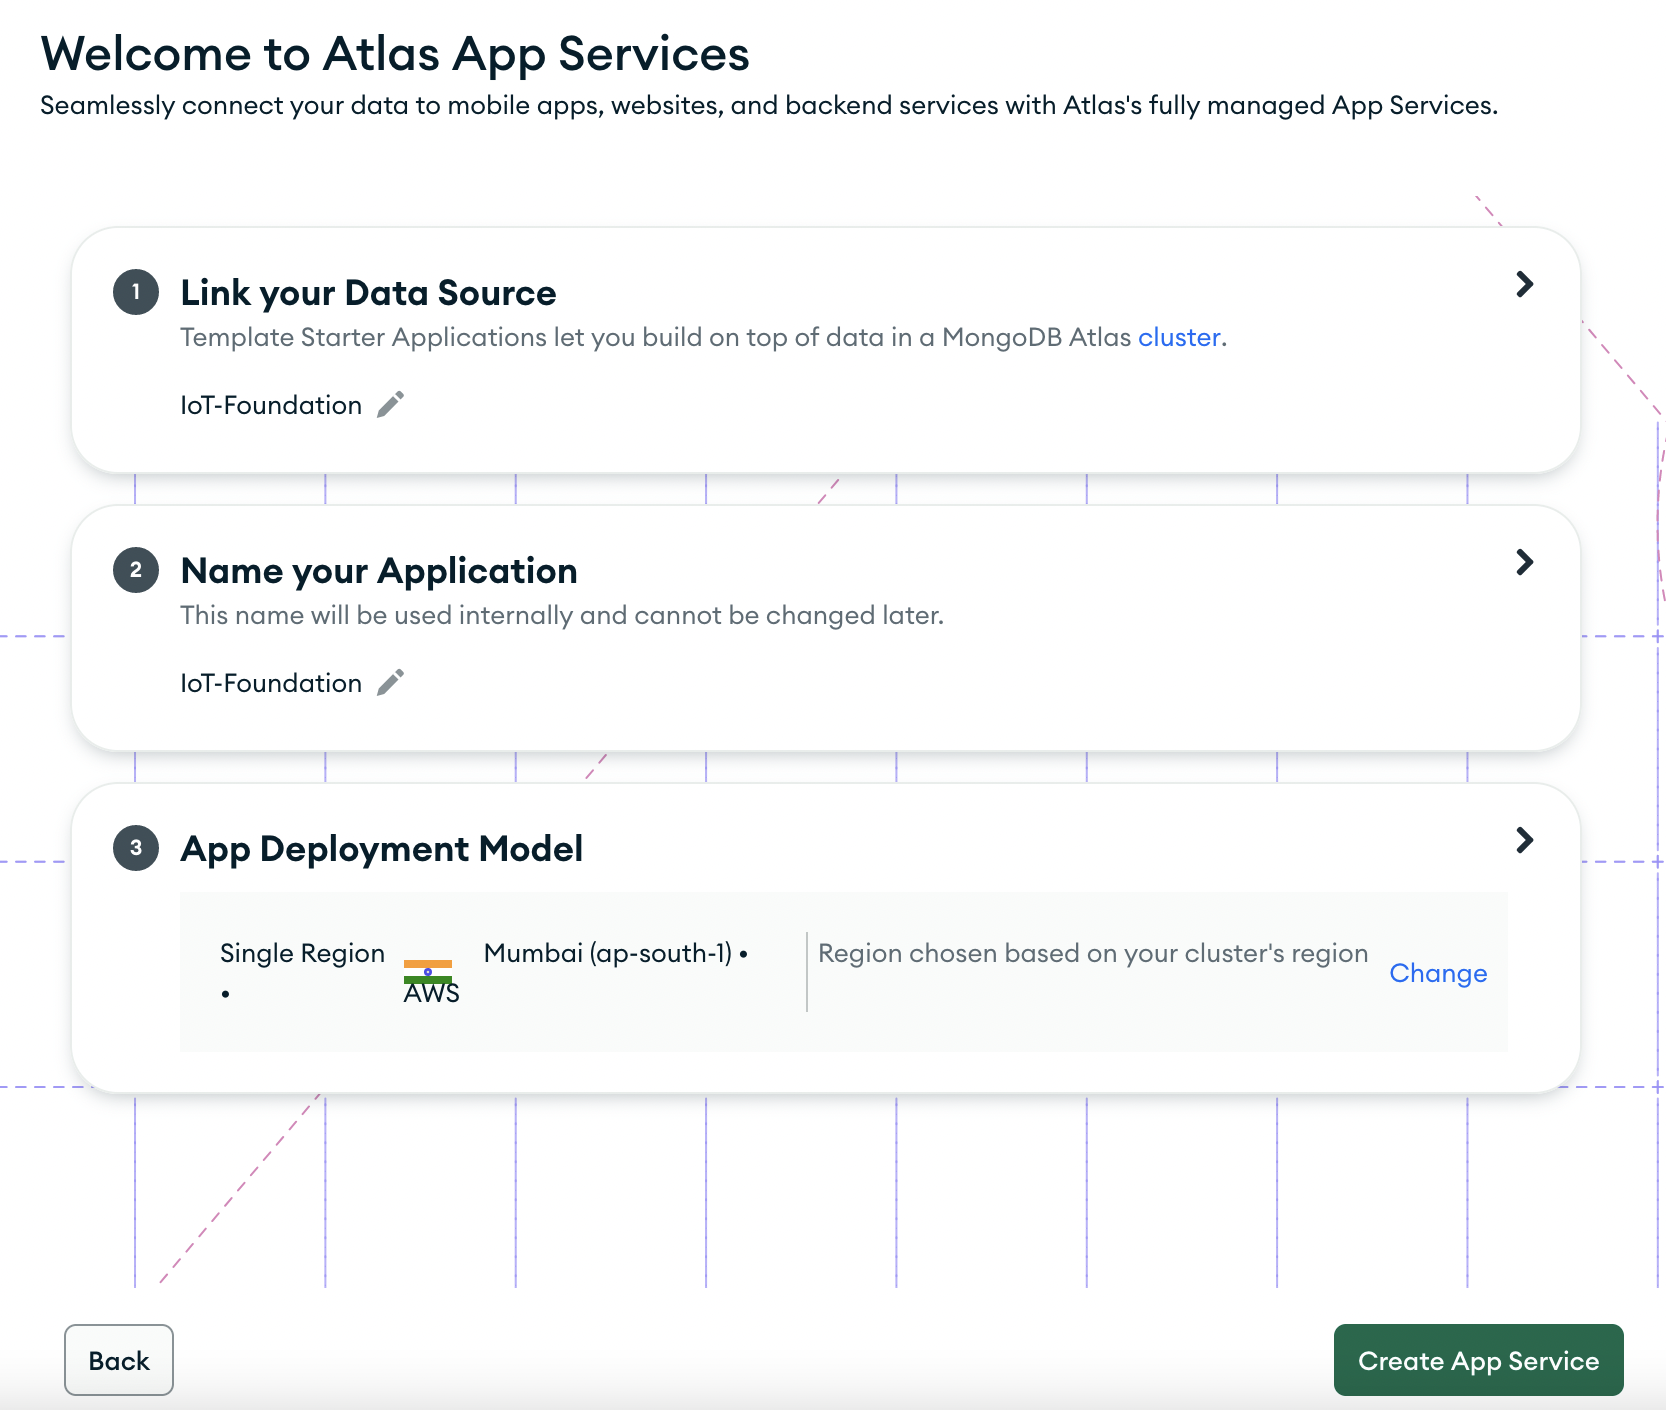 Welcome to Atlas App Services
Seamlessly connect your data to mobile apps, websites, and backend services with Atlas's fully managed App Services.
1 Link your Data Source
Template Starter Applications let you build on top of data in a MongoDB Atlas cluster.
IoT-Foundation
2 Name your Application
This name will be used internally and cannot be changed later.
IoT-Foundation
3 App Deployment Model
Single Region •
Mumbai (ap-south-1) • AWS
Region chosen based on your cluster's region
Change
Back
Create App Service